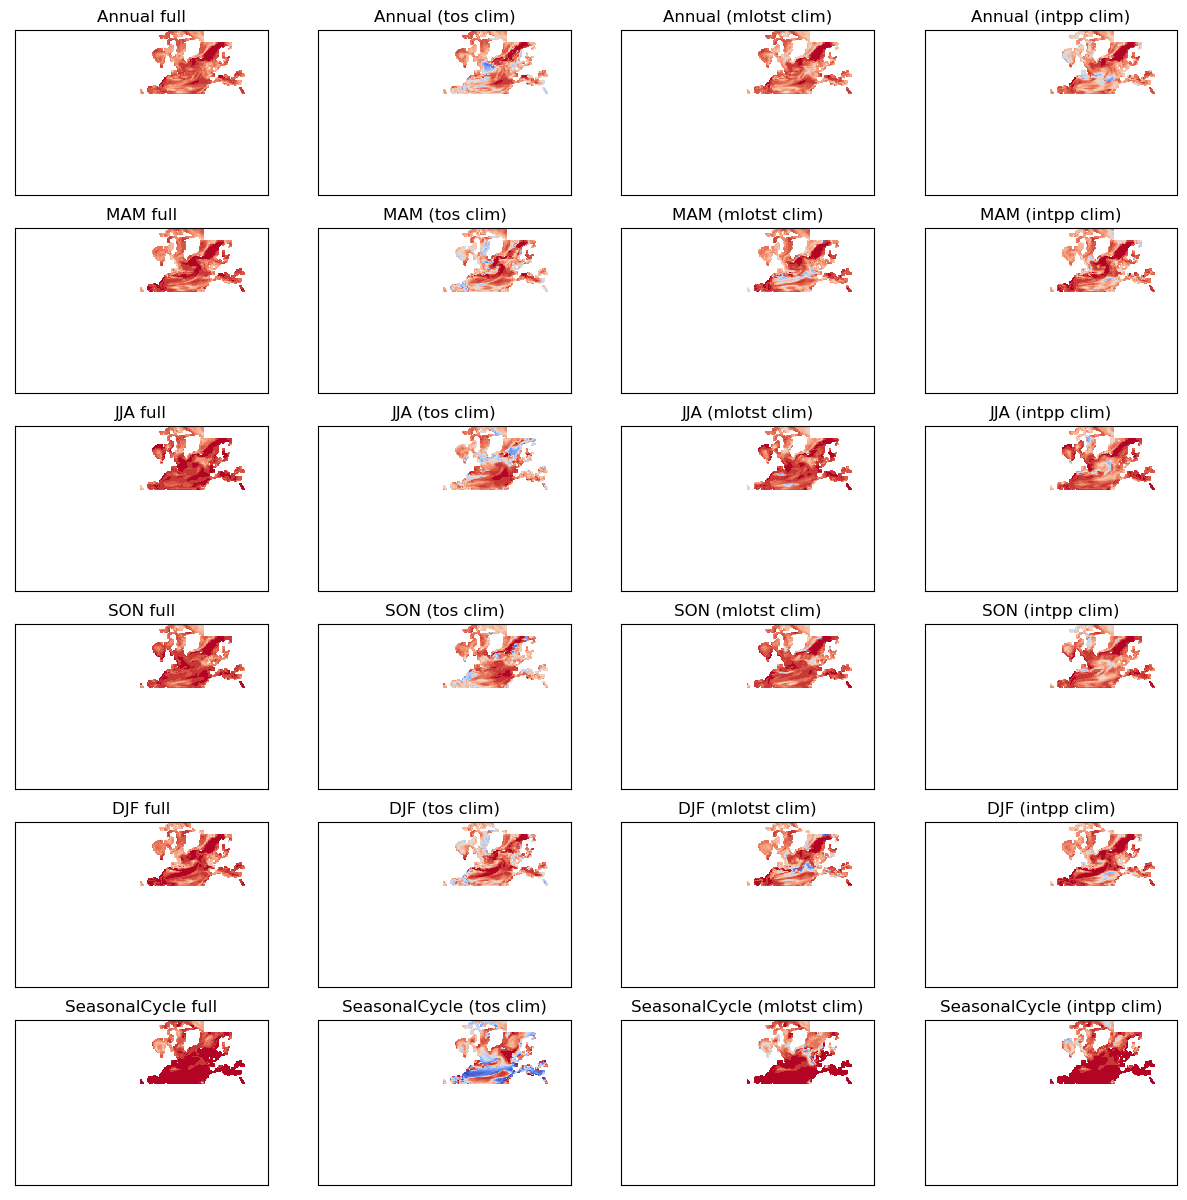 Annual full
Annual (tos clim)
Annual (mlotst clim)
Annual (intpp clim)
MAM full
MAM (tos clim)
MAM (mlotst clim)
MAM (intpp clim)
JJA full
JJA (tos clim)
JJA (mlotst clim)
JJA (intpp clim)
SON full
SON (tos clim)
SON (mlotst clim)
SON (intpp clim)
DJF full
DJF (tos clim)
DJF (mlotst clim)
DJF (intpp clim)
SeasonalCycle full
SeasonalCycle (tos clim)
SeasonalCycle (mlotst clim)
SeasonalCycle (intpp clim)